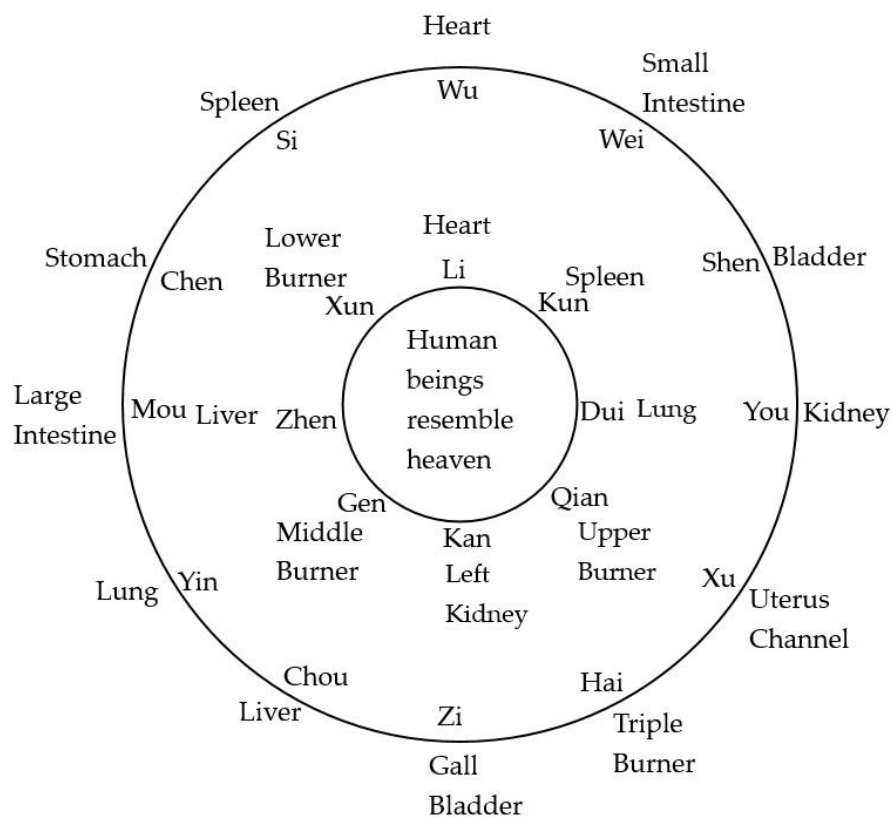 Heart
Small
Intestine
Spleen
Wu
Si
Wei
Heart
Lower
Burner
Stomach
Chen
Li
Spleen
Kun
Shen
Bladder
Xun
Human
beings
resemble
heaven
Large
Intestine
Mou
Liver
Zhen
Dui
Lung
You
Kidney
Gen
Qian
Middle
Burner
Kan
Left
Kidney
Upper
Burner
Lung
Yin
Xu
Uterus
Channel
Chou
Liver
Zi
Hai
Triple
Burner
Gall
Bladder